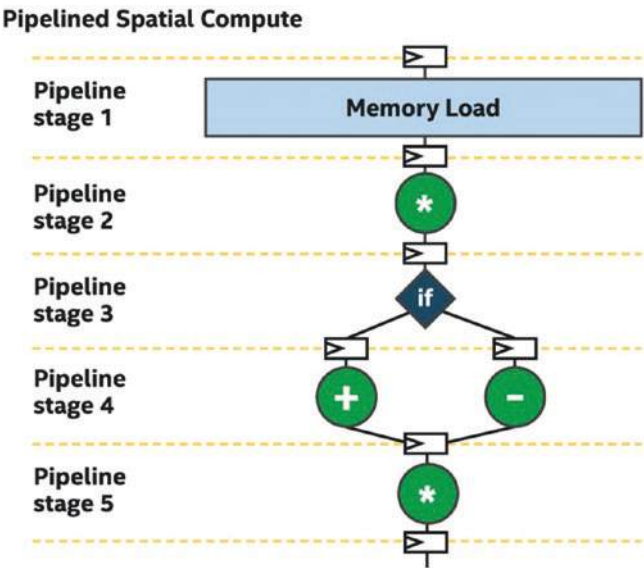 Pipelined Spatial Compute
Pipeline
stage 1
Memory Load
Pipeline
stage 2
*
Pipeline
stage 3
if
Pipeline
stage 4
+
-
Pipeline
stage 5
*